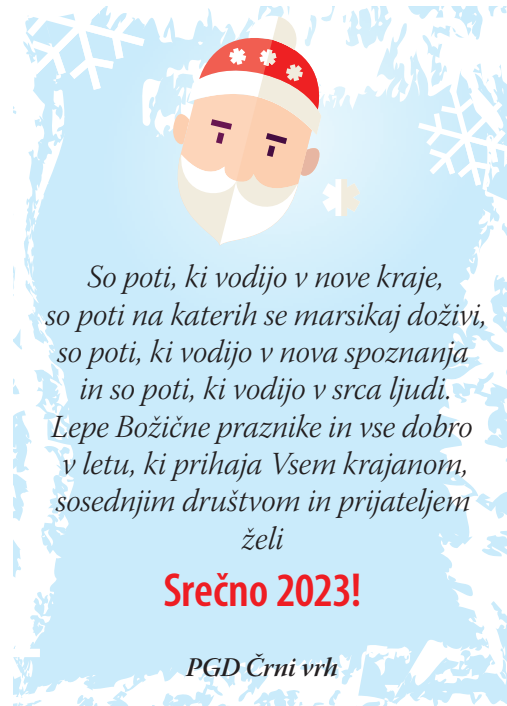 So poti, ki vodijo v nove kraje,
so poti na katerih se marsikaj doživi,
so poti, ki vodijo v nova spoznanja
in so poti, ki vodijo v srca ljudi.
Lepe Božične praznike in vse dobro
v letu, ki prihaja Vsem krajanom,
sosednjim društvom in prijateljem
želi
Srečno 2023!
PGD Črni vrh